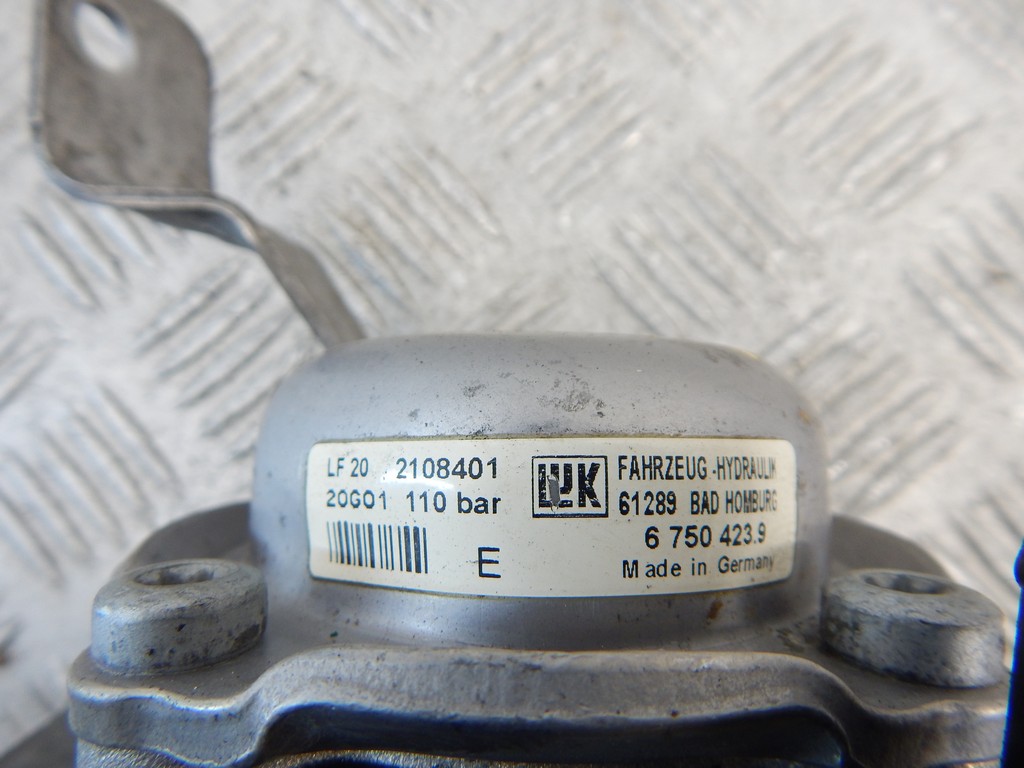 LF 20 2108401
20G01 110 bar
E
LUK
FAHRZEUG-HYDRAULIK
61289 BAD HOMBURG
6 750 423.9
Made in Germany